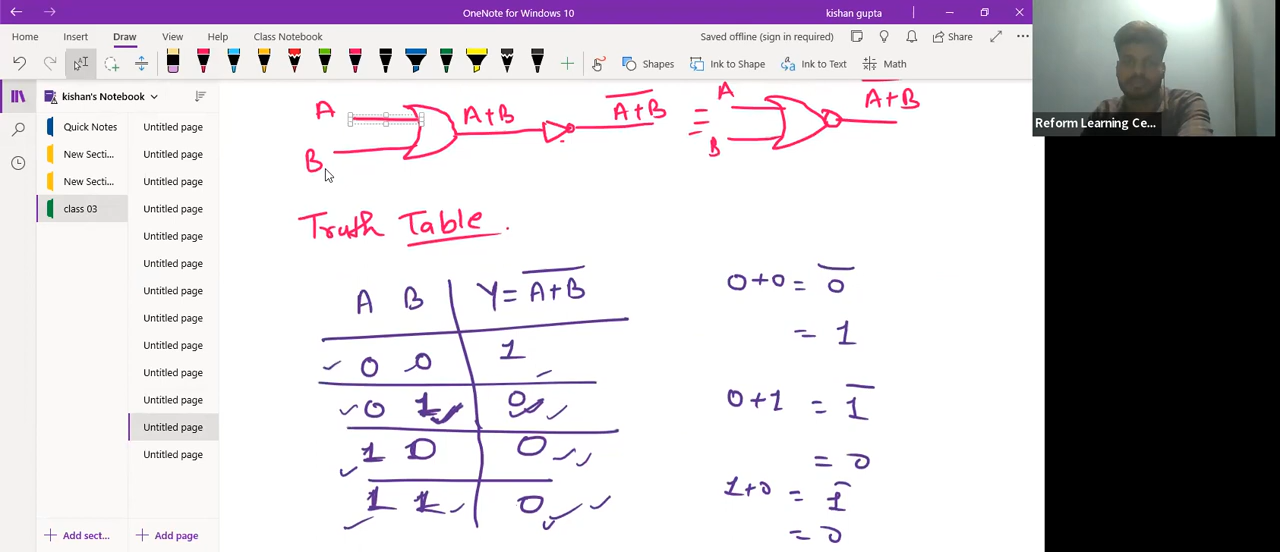 OneNote for Windows 10
kishan gupta
Home Insert Draw View Help Class Notebook
Saved offline (sign in required) Share
Shapes Ink to Shape Ink to Text Math
kishan's Notebook
Quick Notes
New Secti...
New Secti...
class 03
Untitled page
Untitled page
Untitled page
Untitled page
Untitled page
Untitled page
Untitled page
Untitled page
Untitled page
Untitled page
Untitled page
Untitled page
Untitled page
Add sect...
Add page
Reform Learning Ce...
A
B
A+B
A̅+̅B̅
=
A
B
A̅+̅B̅
Truth Table.
A B Y = A̅+̅B̅
0 0 1
0 1 0
1 0 0
1 1 0
0+0 = 0̅
= 1
0+1 = 1̅
= 0
1+0 = 1̅
= 0